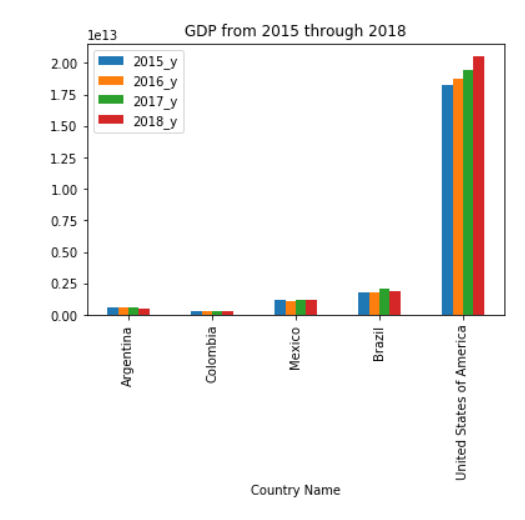 GDP from 2015 through 2018
1e13
2015_y
2016_y
2017_y
2018_y
2.00
1.75
1.50
1.25
1.00
0.75
0.50
0.25
0.00
Argentina
Colombia
Mexico
Brazil
United States of America
Country Name